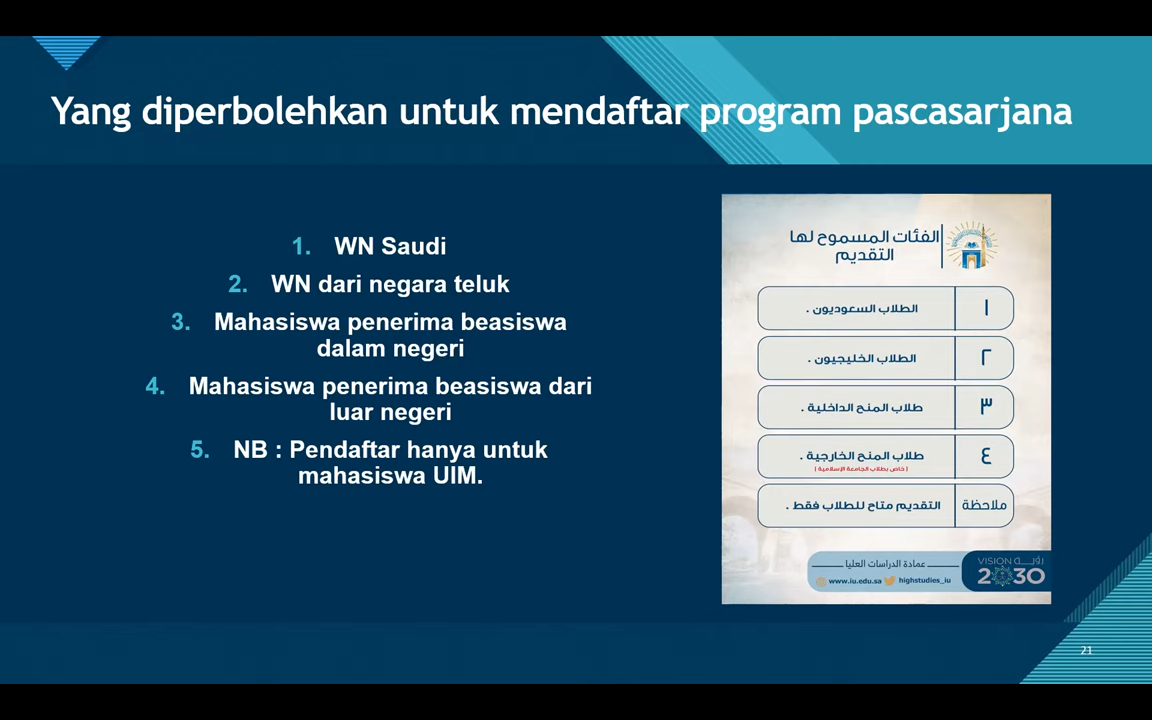 Yang diperbolehkan untuk mendaftar program pascasarjana
1. WN Saudi
2. WN dari negara teluk
3. Mahasiswa penerima beasiswa
dalam negeri
4. Mahasiswa penerima beasiswa dari
luar negeri
5. NB : Pendaftar hanya untuk
mahasiswa UIM.
الفئات المسموح لها
التقديم
١ الطلاب السعوديون .
٢ الطلاب الخليجيون .
٣ طلاب المنح الداخلية .
٤ طلاب المنح الخارجية .
( خاص بطلاب الجامعة الإسلامية )
ملاحظة التقديم متاح للطلاب فقط .
عمادة الدراسات العليا
www.iu.edu.sa highstudies_iu
VISION رؤيــة
2030
21